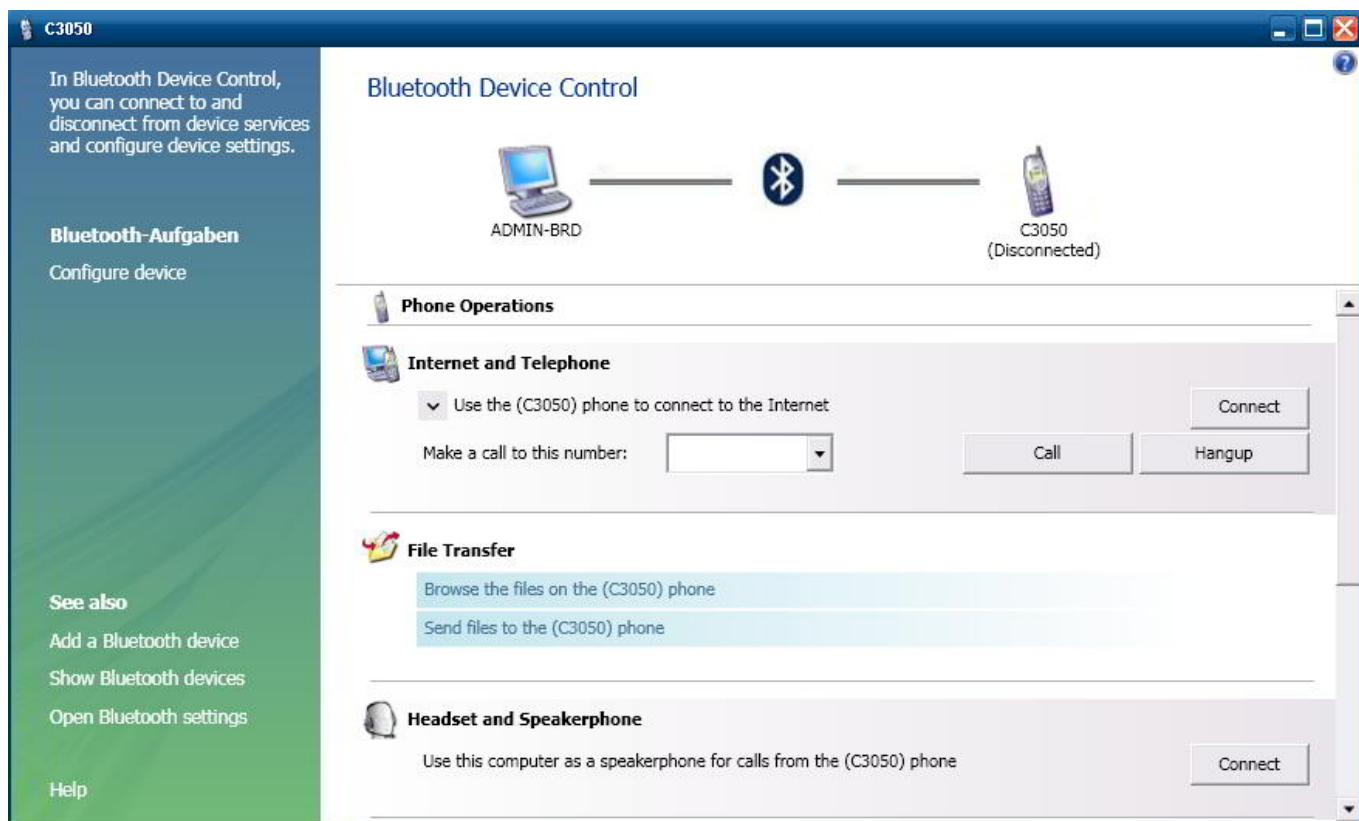 C3050
In Bluetooth Device Control,
you can connect to and
disconnect from device services
and configure device settings.
Bluetooth-Aufgaben
Configure device
See also
Add a Bluetooth device
Show Bluetooth devices
Open Bluetooth settings
Help
Bluetooth Device Control
ADMIN-BRD
C3050
(Disconnected)
Phone Operations
Internet and Telephone
Use the (C3050) phone to connect to the Internet
Connect
Make a call to this number:
Call
Hangup
File Transfer
Browse the files on the (C3050) phone
Send files to the (C3050) phone
Headset and Speakerphone
Use this computer as a speakerphone for calls from the (C3050) phone
Connect